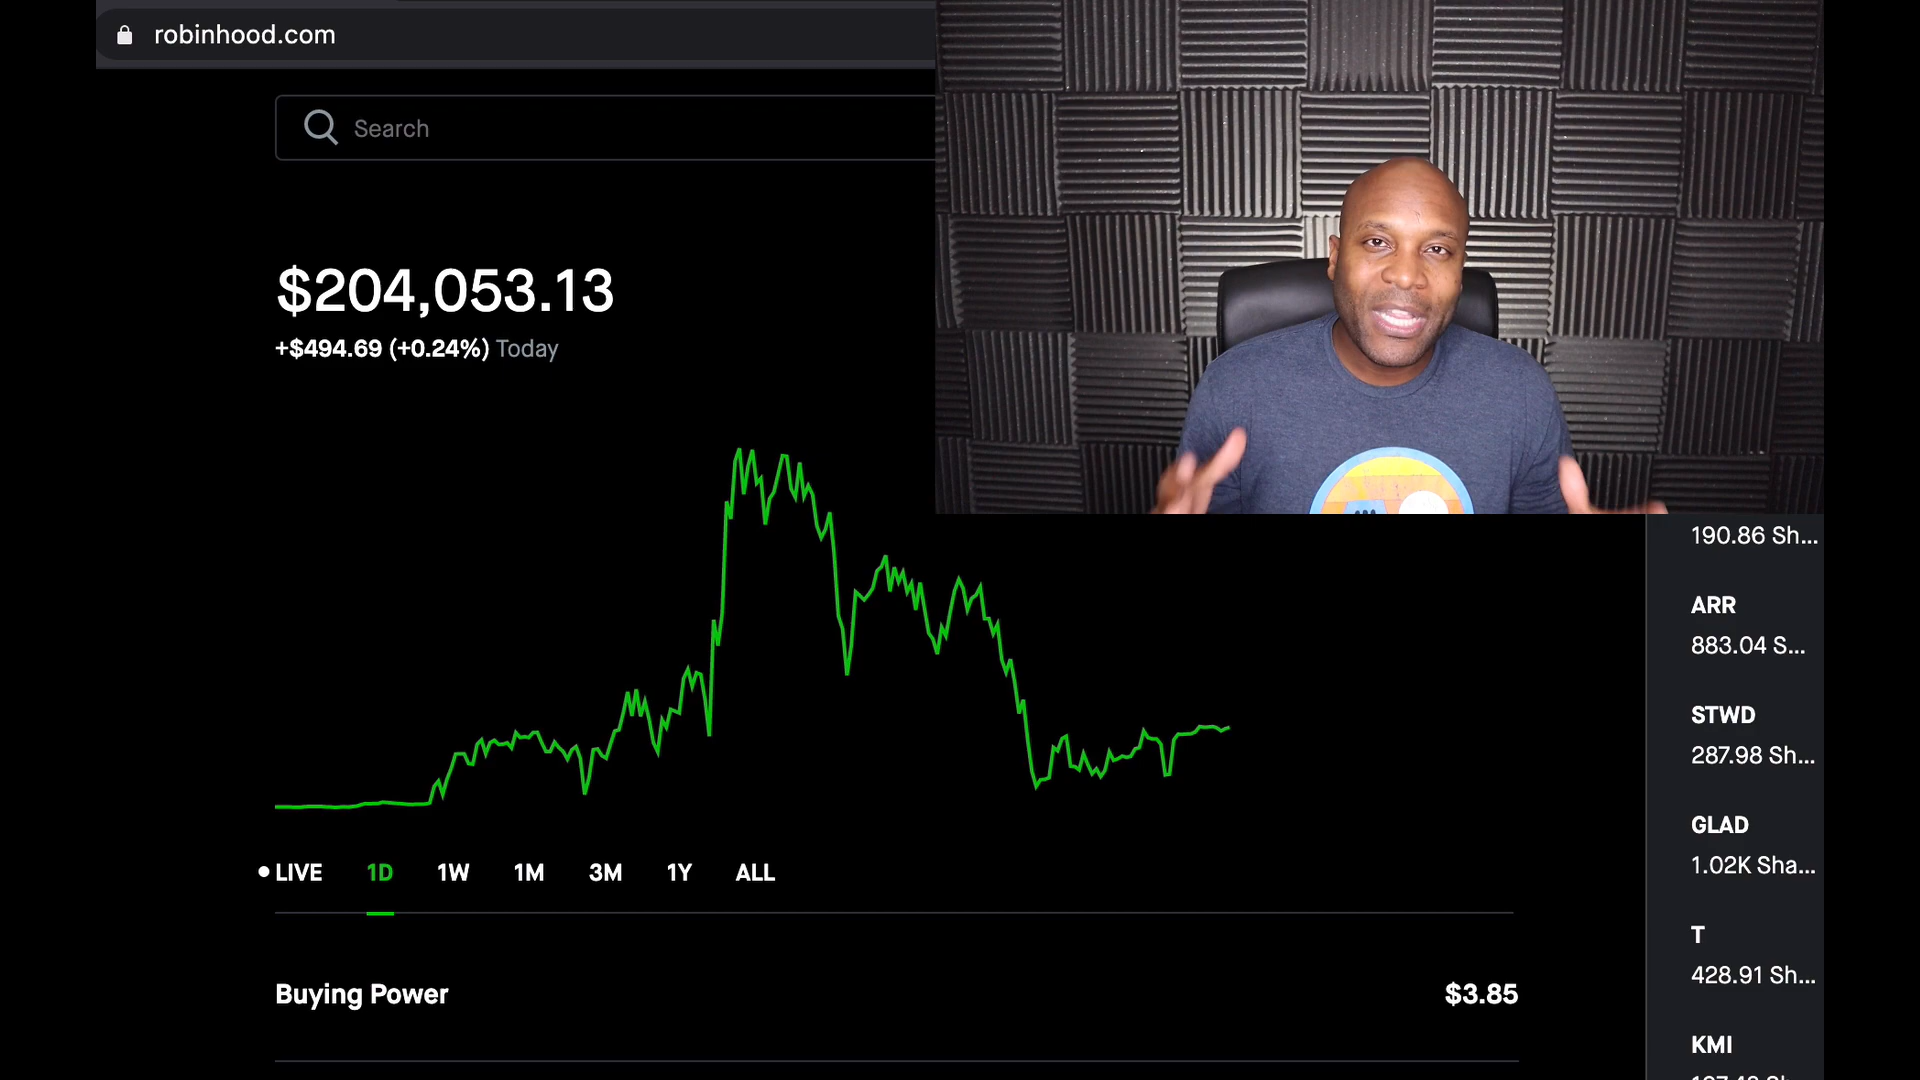 robinhood.com
Search
$204,053.13
+$494.69 (+0.24%) Today
LIVE 1D 1W 1M 3M 1Y ALL
Buying Power $3.85
190.86 Sh...
ARR
883.04 S...
STWD
287.98 Sh...
GLAD
1.02K Sha...
T
428.91 Sh...
KMI